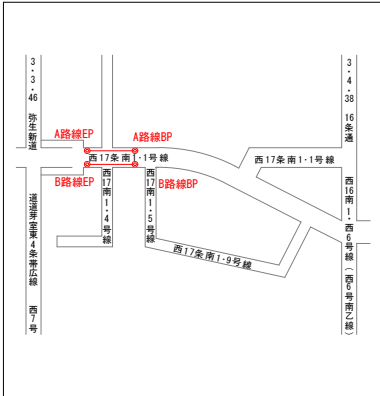 3・3・46 弥生新道
3・4・38 16条通
A路線EP
A路線BP
西17条南1・1号線
西17条南1・1号線
B路線EP
B路線BP
西17南1・4号線
西17南1・5号線
西16南1・西6号線(西6号南乙線)
道道芽室東4条帯広線 西7号
西17条南1・9号線